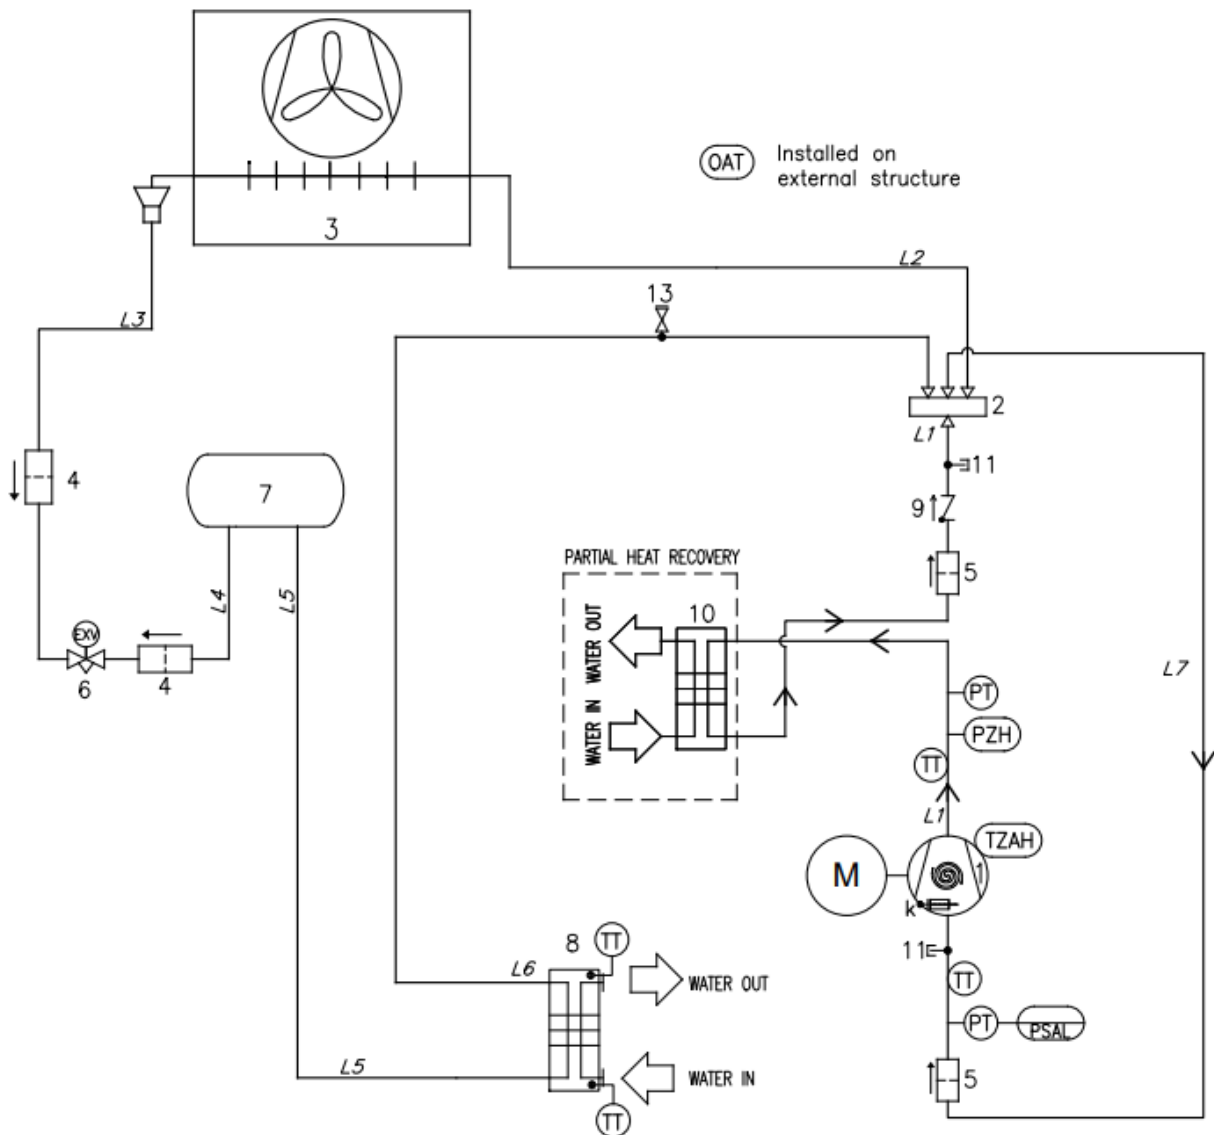 OAT
Installed on
external structure
3
L2
13
L3
2
L1
11
4
7
9
5
PARTIAL HEAT RECOVERY
10
WATER OUT
WATER IN
L4
L5
EXV
6
4
L7
PT
PZH
TT
L1
TZAH
M
1
k
11
8
TT
TT
L6
WATER OUT
PT
PSAL
L5
WATER IN
5
TT